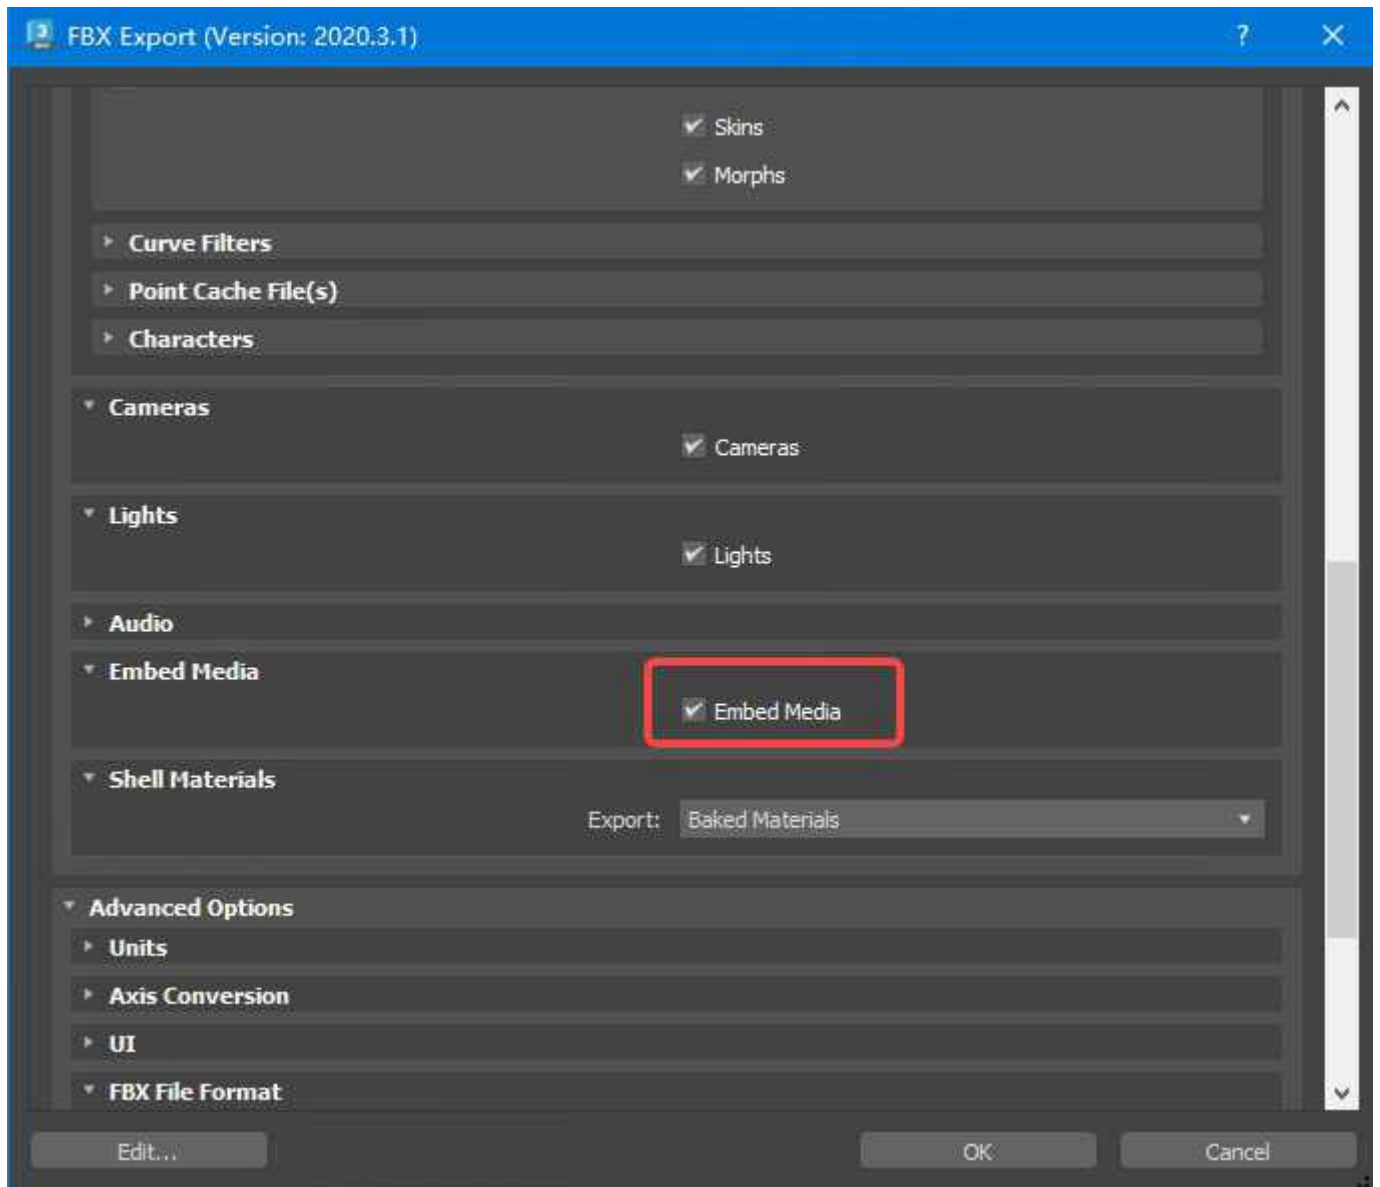 FBX Export (Version: 2020.3.1)
Skins
Morphs
Curve Filters
Point Cache File(s)
Characters
Cameras
Cameras
Lights
Lights
Audio
Embed Media
Embed Media
Shell Materials
Export: Baked Materials
Advanced Options
Units
Axis Conversion
UI
FBX File Format
Edit... OK Cancel